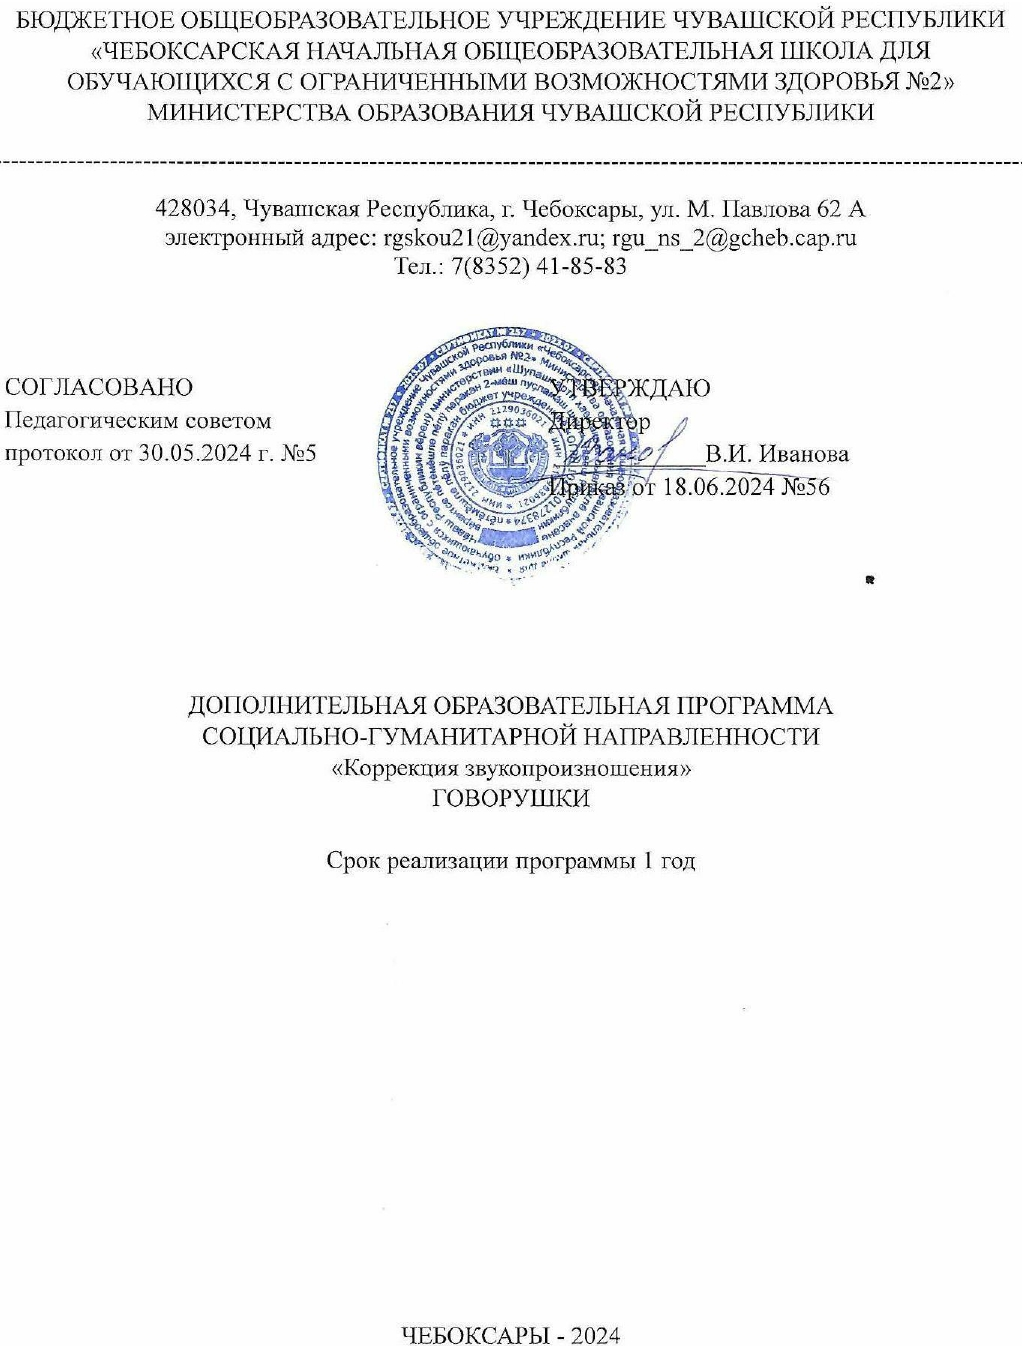 БЮДЖЕТНОЕ ОБЩЕОБРАЗОВАТЕЛЬНОЕ УЧРЕЖДЕНИЕ ЧУВАШСКОЙ РЕСПУБЛИКИ
«ЧЕБОКСАРСКАЯ НАЧАЛЬНАЯ ОБЩЕОБРАЗОВАТЕЛЬНАЯ ШКОЛА ДЛЯ
ОБУЧАЮЩИХСЯ С ОГРАНИЧЕННЫМИ ВОЗМОЖНОСТЯМИ ЗДОРОВЬЯ №2»
МИНИСТЕРСТВА ОБРАЗОВАНИЯ ЧУВАШСКОЙ РЕСПУБЛИКИ
428034, Чувашская Республика, г. Чебоксары, ул. М. Павлова 62 А
электронный адрес: rgskou21@yandex.ru; rgu_ns_2@gcheb.cap.ru
Тел.: 7(8352) 41-85-83
СОГЛАСОВАНО
Педагогическим советом
протокол от 30.05.2024 г. №5
УТВЕРЖДАЮ
Директор
В.И. Иванова
Приказ от 18.06.2024 №56
ДОПОЛНИТЕЛЬНАЯ ОБРАЗОВАТЕЛЬНАЯ ПРОГРАММА
СОЦИАЛЬНО-ГУМАНИТАРНОЙ НАПРАВЛЕННОСТИ
«Коррекция звукопроизношения»
ГОВОРУШКИ
Срок реализации программы 1 год
ЧЕБОКСАРЫ - 2024